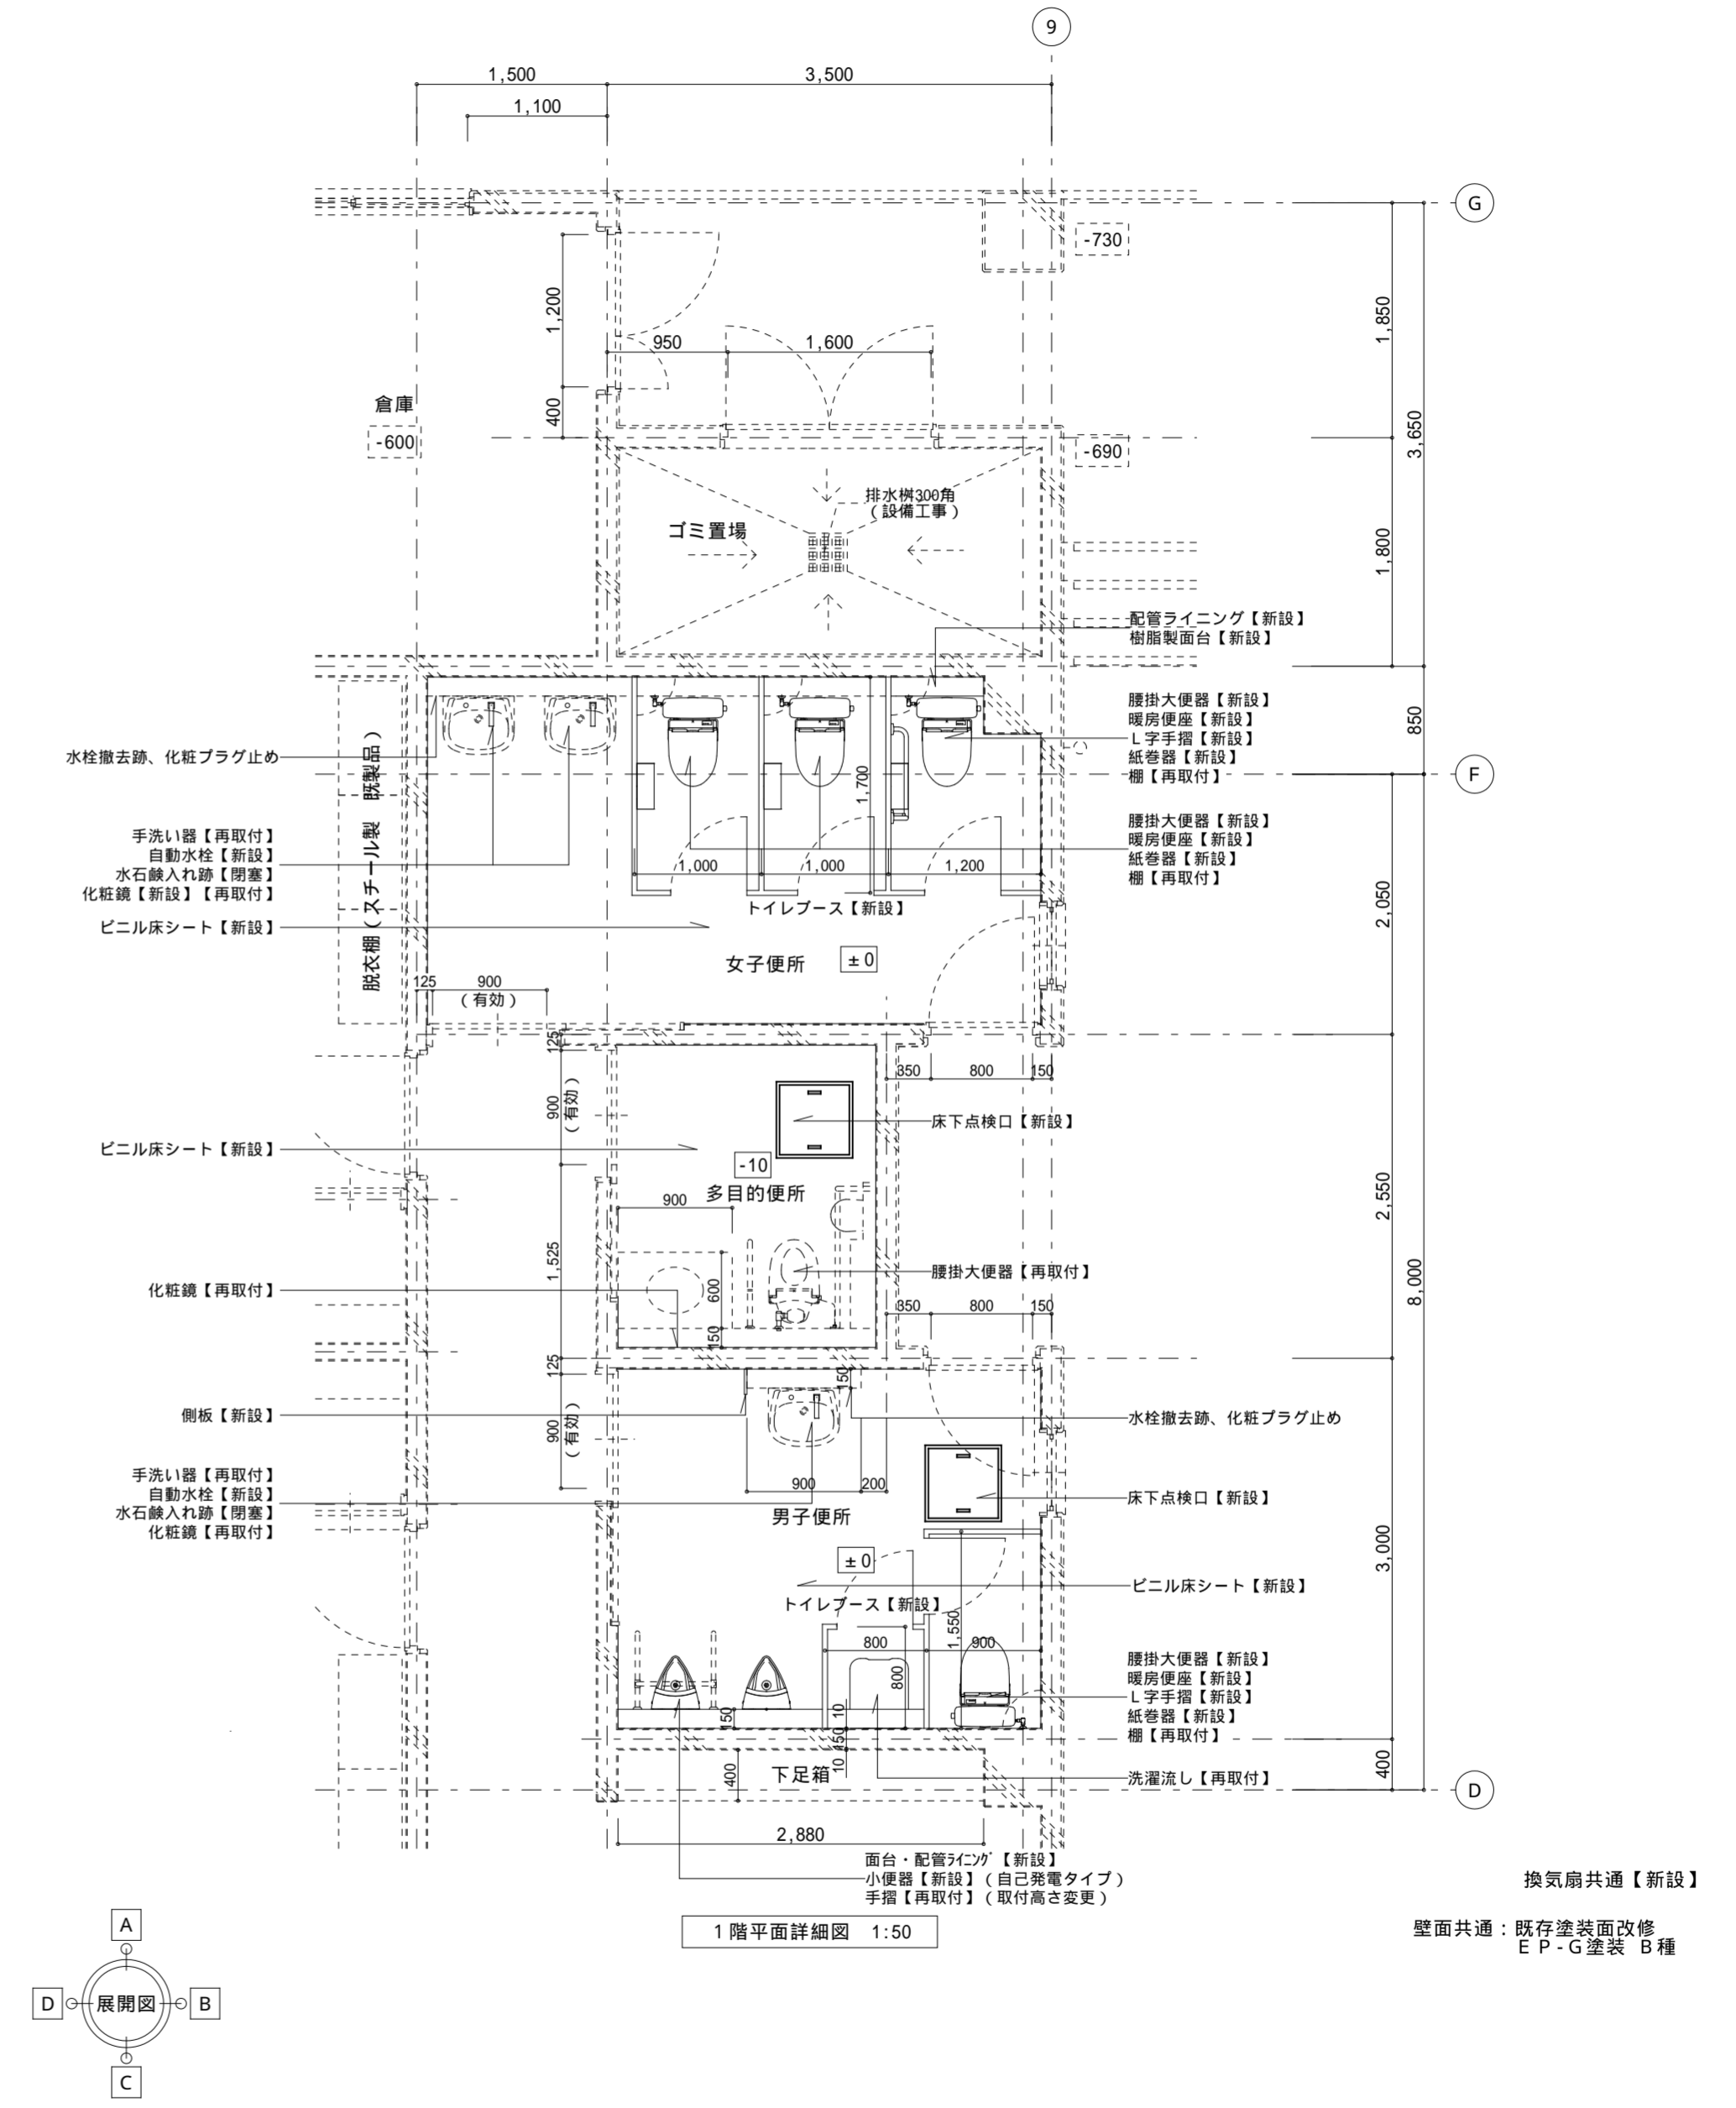 9
1,500
3,500
1,100
G
-730
1,200
1,850
950
1,600
倉庫
400
3,650
-600
-690
排水桝300角
(設備工事)
ゴミ置場
1,800
配管ライニング【新設】
樹脂製面台【新設】
腰掛大便器【新設】
暖房便座【新設】
L字手摺【新設】
紙巻器【新設】
棚【再取付】
850
水栓撤去跡、化粧プラグ止め
脱衣棚(スチール製 既製品)
F
1,700
腰掛大便器【新設】
暖房便座【新設】
紙巻器【新設】
棚【再取付】
手洗い器【再取付】
自動水栓【新設】
水石鹸入れ跡【閉塞】
化粧鏡【新設】【再取付】
1,000
1,000
1,200
トイレブース【新設】
2,050
ビニル床シート【新設】
女子便所
±0
125
900
(有効)
125
350
800
150
900
(有効)
床下点検口【新設】
ビニル床シート【新設】
-10
多目的便所
900
2,550
1,525
600
腰掛大便器【再取付】
8,000
化粧鏡【再取付】
350
800
150
150
125
150
900
(有効)
側板【新設】
水栓撤去跡、化粧プラグ止め
手洗い器【再取付】
自動水栓【新設】
水石鹸入れ跡【閉塞】
化粧鏡【再取付】
900
200
床下点検口【新設】
男子便所
3,000
±0
ビニル床シート【新設】
トイレブース【新設】
1,550
800
900
800
腰掛大便器【新設】
暖房便座【新設】
L字手摺【新設】
紙巻器【新設】
棚【再取付】
150
10
150
10
400
下足箱
洗濯流し【再取付】
400
D
2,880
面台・配管ﾗｲﾆﾝｸﾞ【新設】
小便器【新設】(自己発電タイプ)
手摺【再取付】(取付高さ変更)
1階平面詳細図 1:50
換気扇共通【新設】
壁面共通：既存塗装面改修
EP-G塗装 B種
A
D
展開図
B
C